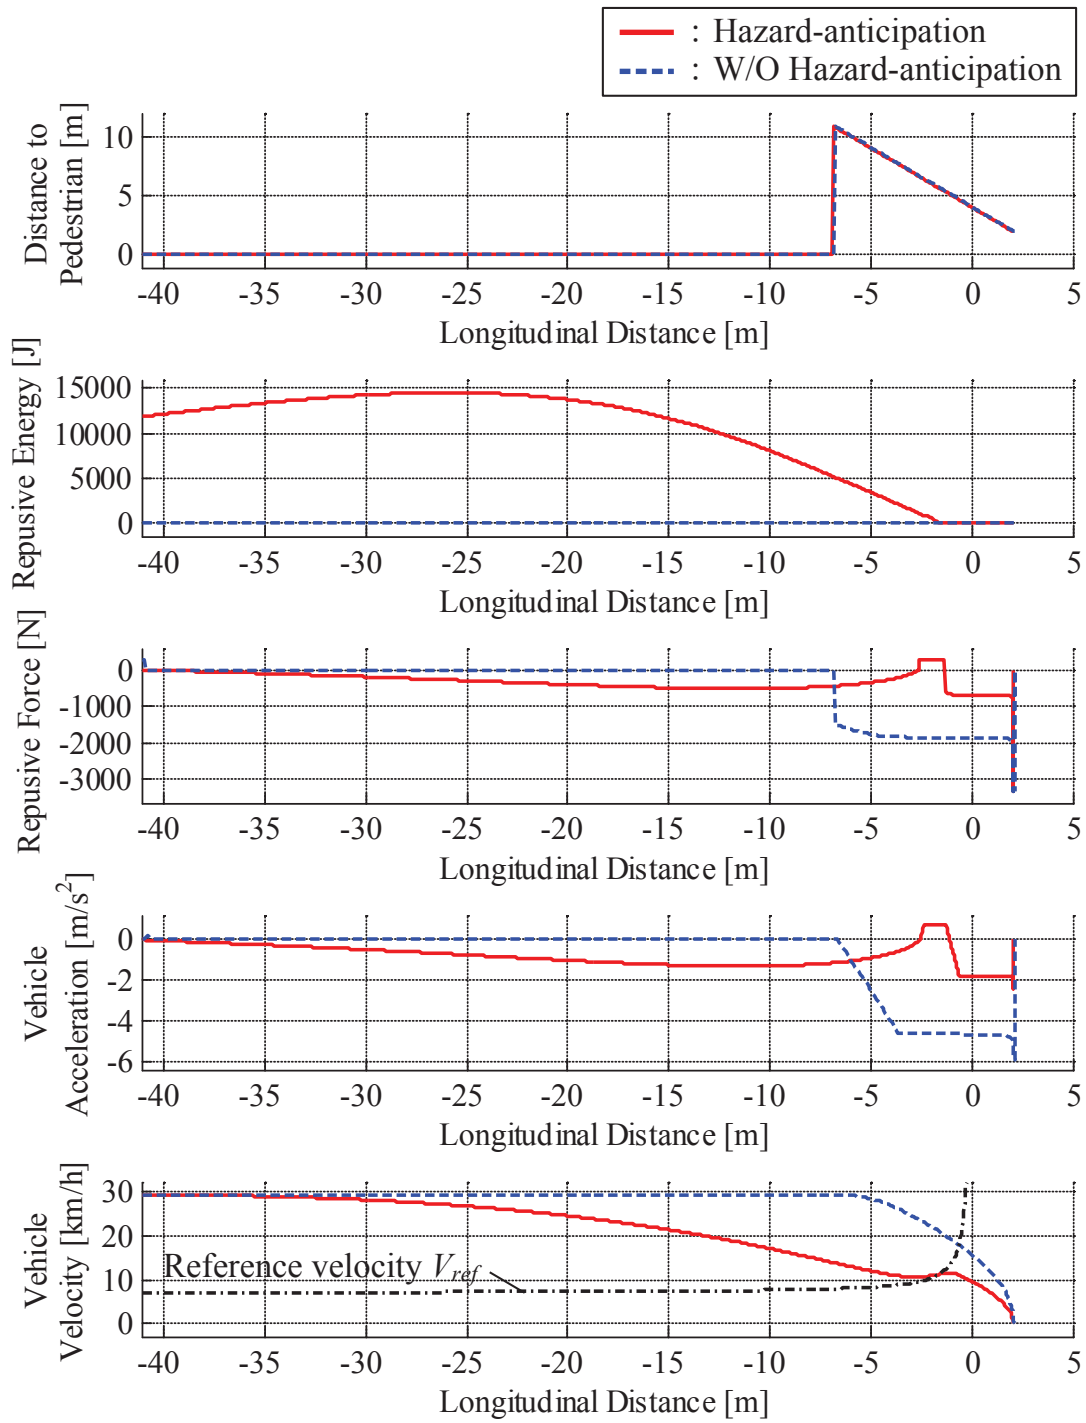 : Hazard-anticipation
: W/O Hazard-anticipation
Distance to
Pedestrian [m]
10
5
0
-40 -35 -30 -25 -20 -15 -10 -5 0 5
Longitudinal Distance [m]
Repusive Energy [J]
15000
10000
5000
0
-40 -35 -30 -25 -20 -15 -10 -5 0 5
Longitudinal Distance [m]
Repusive Force [N]
0
-1000
-2000
-3000
-40 -35 -30 -25 -20 -15 -10 -5 0 5
Longitudinal Distance [m]
Vehicle
Acceleration [m/s²]
0
-2
-4
-6
-40 -35 -30 -25 -20 -15 -10 -5 0 5
Longitudinal Distance [m]
Vehicle
Velocity [km/h]
30
20
Reference velocity Vref
10
0
-40 -35 -30 -25 -20 -15 -10 -5 0 5
Longitudinal Distance [m]